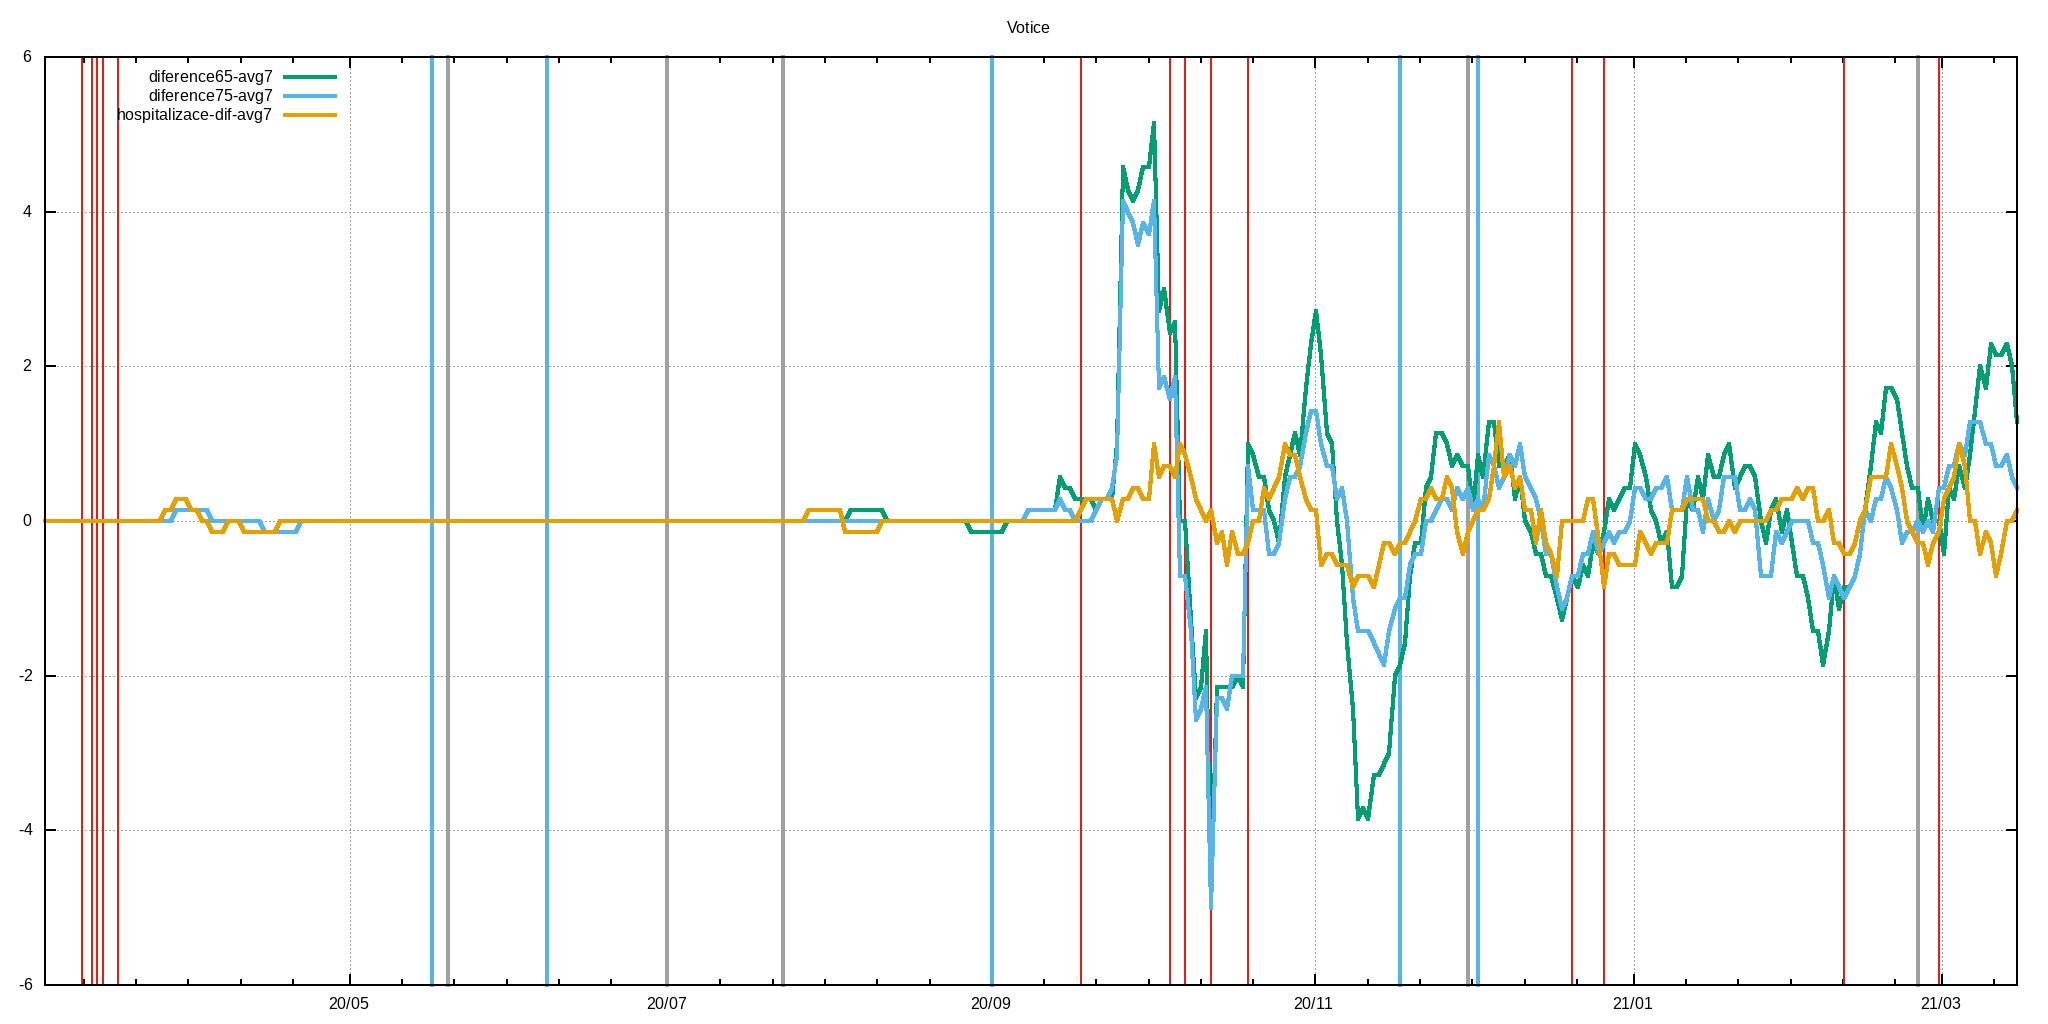 Votice
diference65-avg7
diference75-avg7
hospitalizace-dif-avg7
6
4
2
0
-2
-4
-6
20/05 20/07 20/09 20/11 21/01 21/03